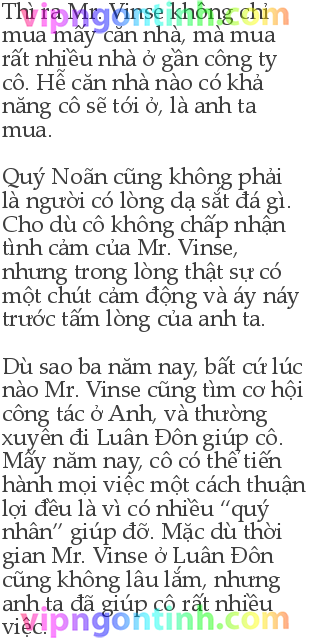 Thì ra Mr. Vinse không chỉ
mua mấy căn nhà, mà mua
rất nhiều nhà ở gần công ty
cô. Hễ căn nhà nào có khả
năng cô sẽ tới ở, là anh ta
mua.
Quý Noãn cũng không phải
là người có lòng dạ sắt đá gì.
Cho dù cô không chấp nhận
tình cảm của Mr. Vinse,
nhưng trong lòng thật sự có
một chút cảm động và áy náy
trước tấm lòng của anh ta.
Dù sao ba năm nay, bất cứ lúc
nào Mr. Vinse cũng tìm cơ hội
công tác ở Anh, và thường
xuyên đi Luân Đôn giúp cô.
Mấy năm nay, cô có thể tiến
hành mọi việc một cách thuận
lợi đều là vì có nhiều “quý
nhân” giúp đỡ. Mặc dù thời
gian Mr. Vinse ở Luân Đôn
cũng không lâu lắm, nhưng
anh ta đã giúp cô rất nhiều
việc.
vipngontinh.com
vipngontinh.com